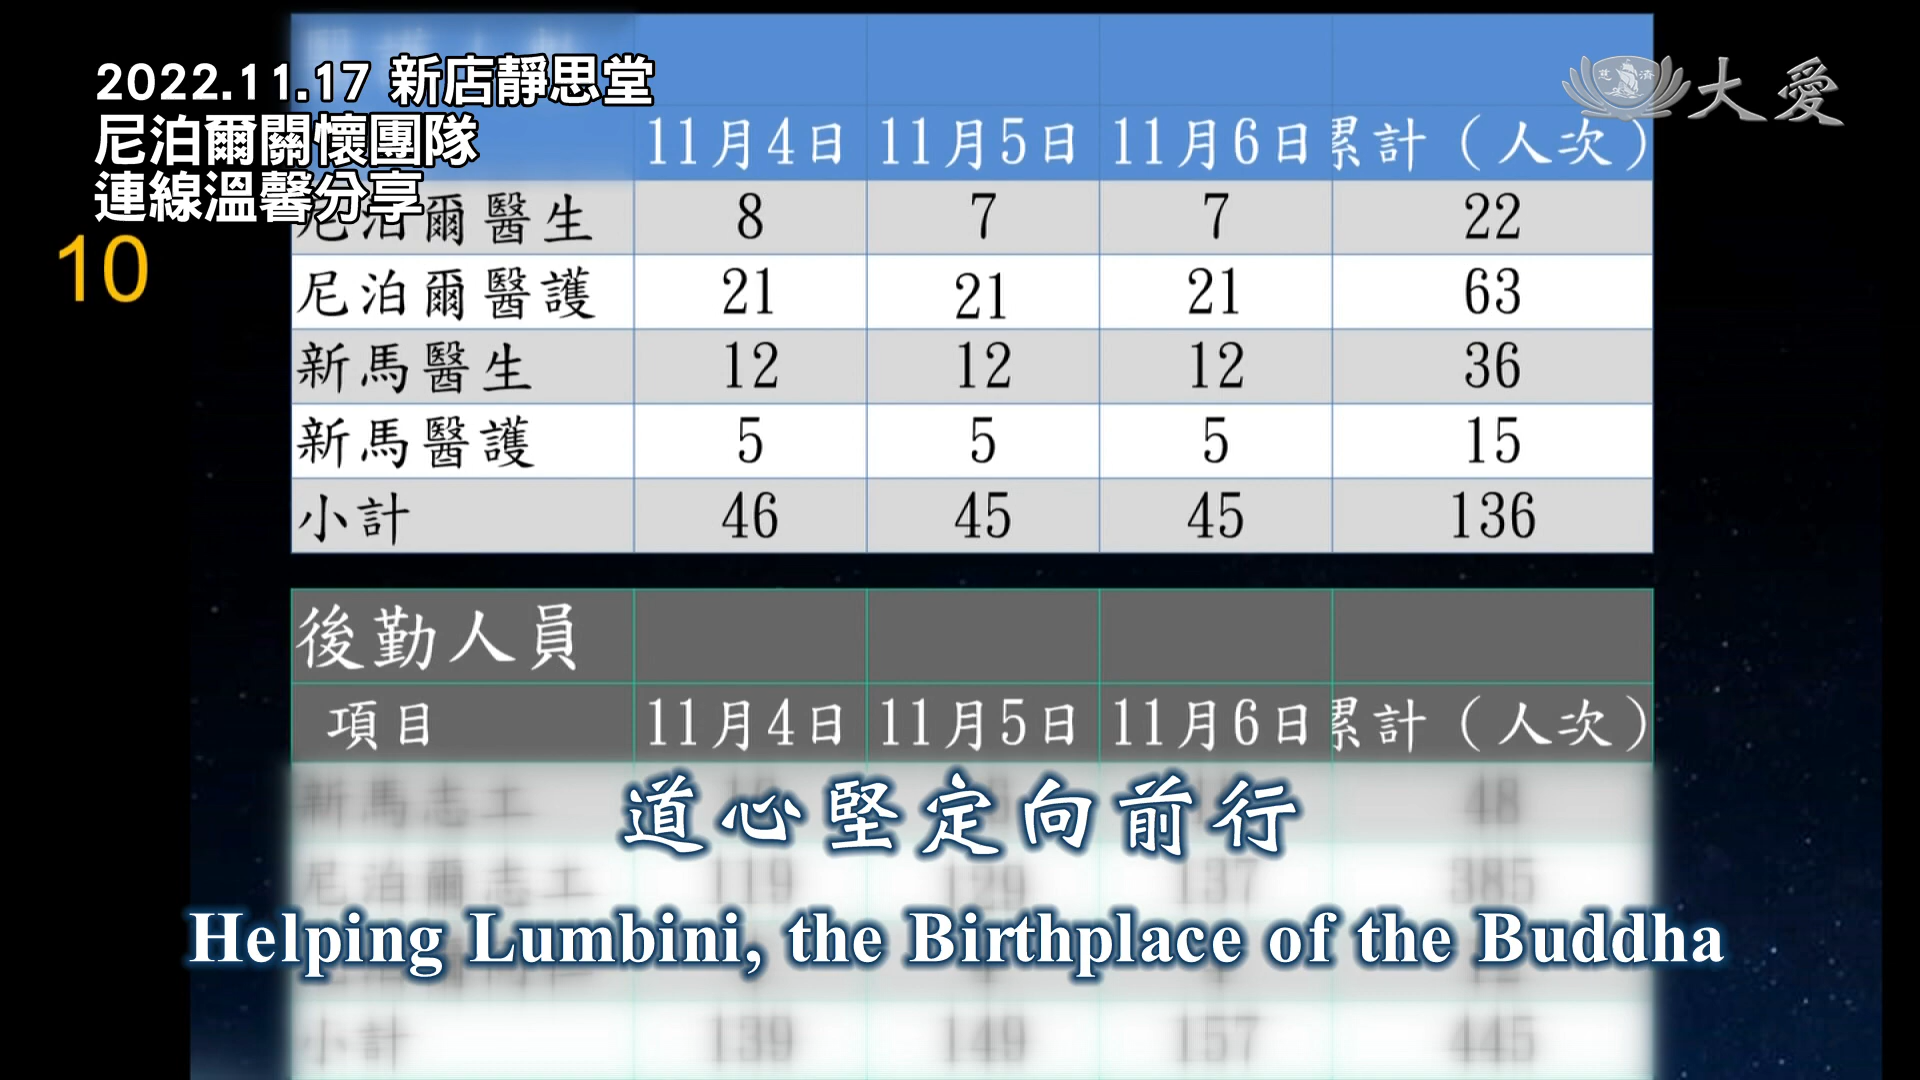 2022.11.17 新店靜思堂
尼泊爾關懷團隊
連線溫馨分享
大愛
慈濟
10
11月4日 11月5日 11月6日 累計（人次）
尼泊爾醫生 8 7 7 22
尼泊爾醫護 21 21 21 63
新馬醫生 12 12 12 36
新馬醫護 5 5 5 15
小計 46 45 45 136
後勤人員
項目 11月4日 11月5日 11月6日 累計（人次）
新馬志工 48
尼泊爾志工 119 129 137 385
小計 139 149 157 445
道心堅定向前行
Helping Lumbini, the Birthplace of the Buddha